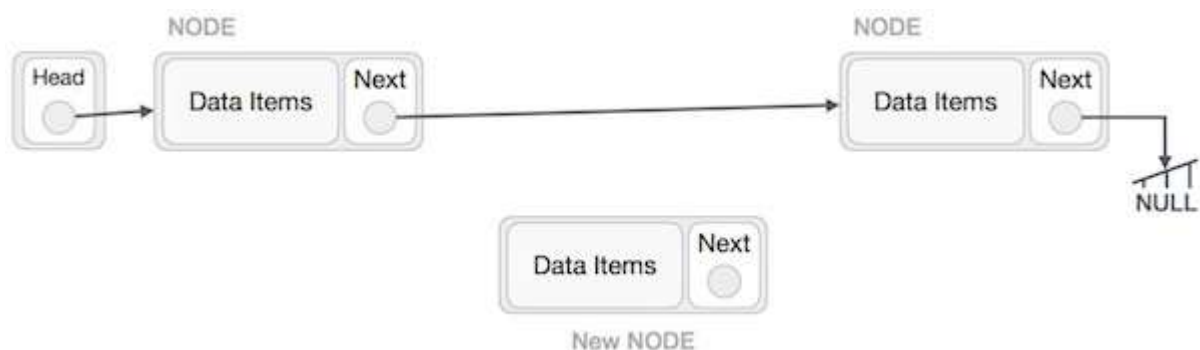 NODE
NODE
Head
Data Items
Next
Data Items
Next
NULL
Data Items
Next
New NODE